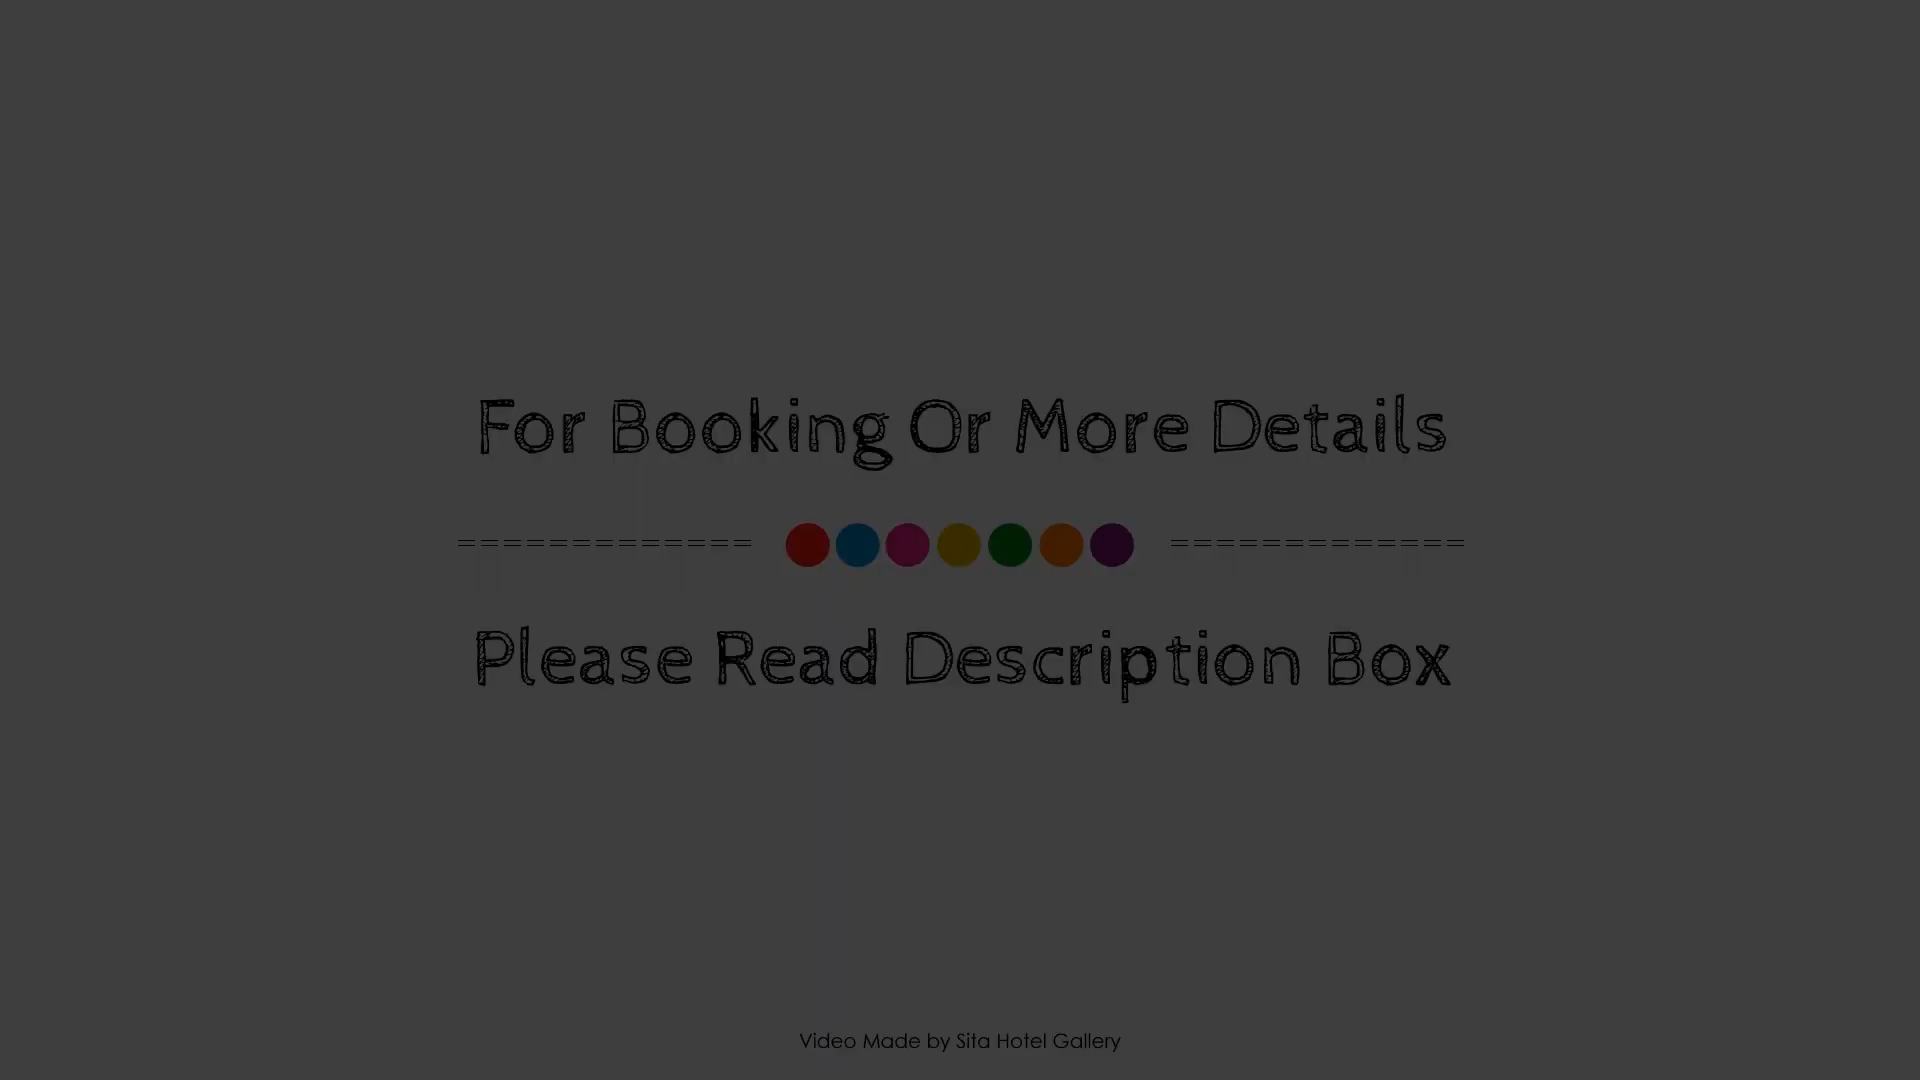 For Booking Or More Details
============= =============
Please Read Description Box
Video Made by Sita Hotel Gallery